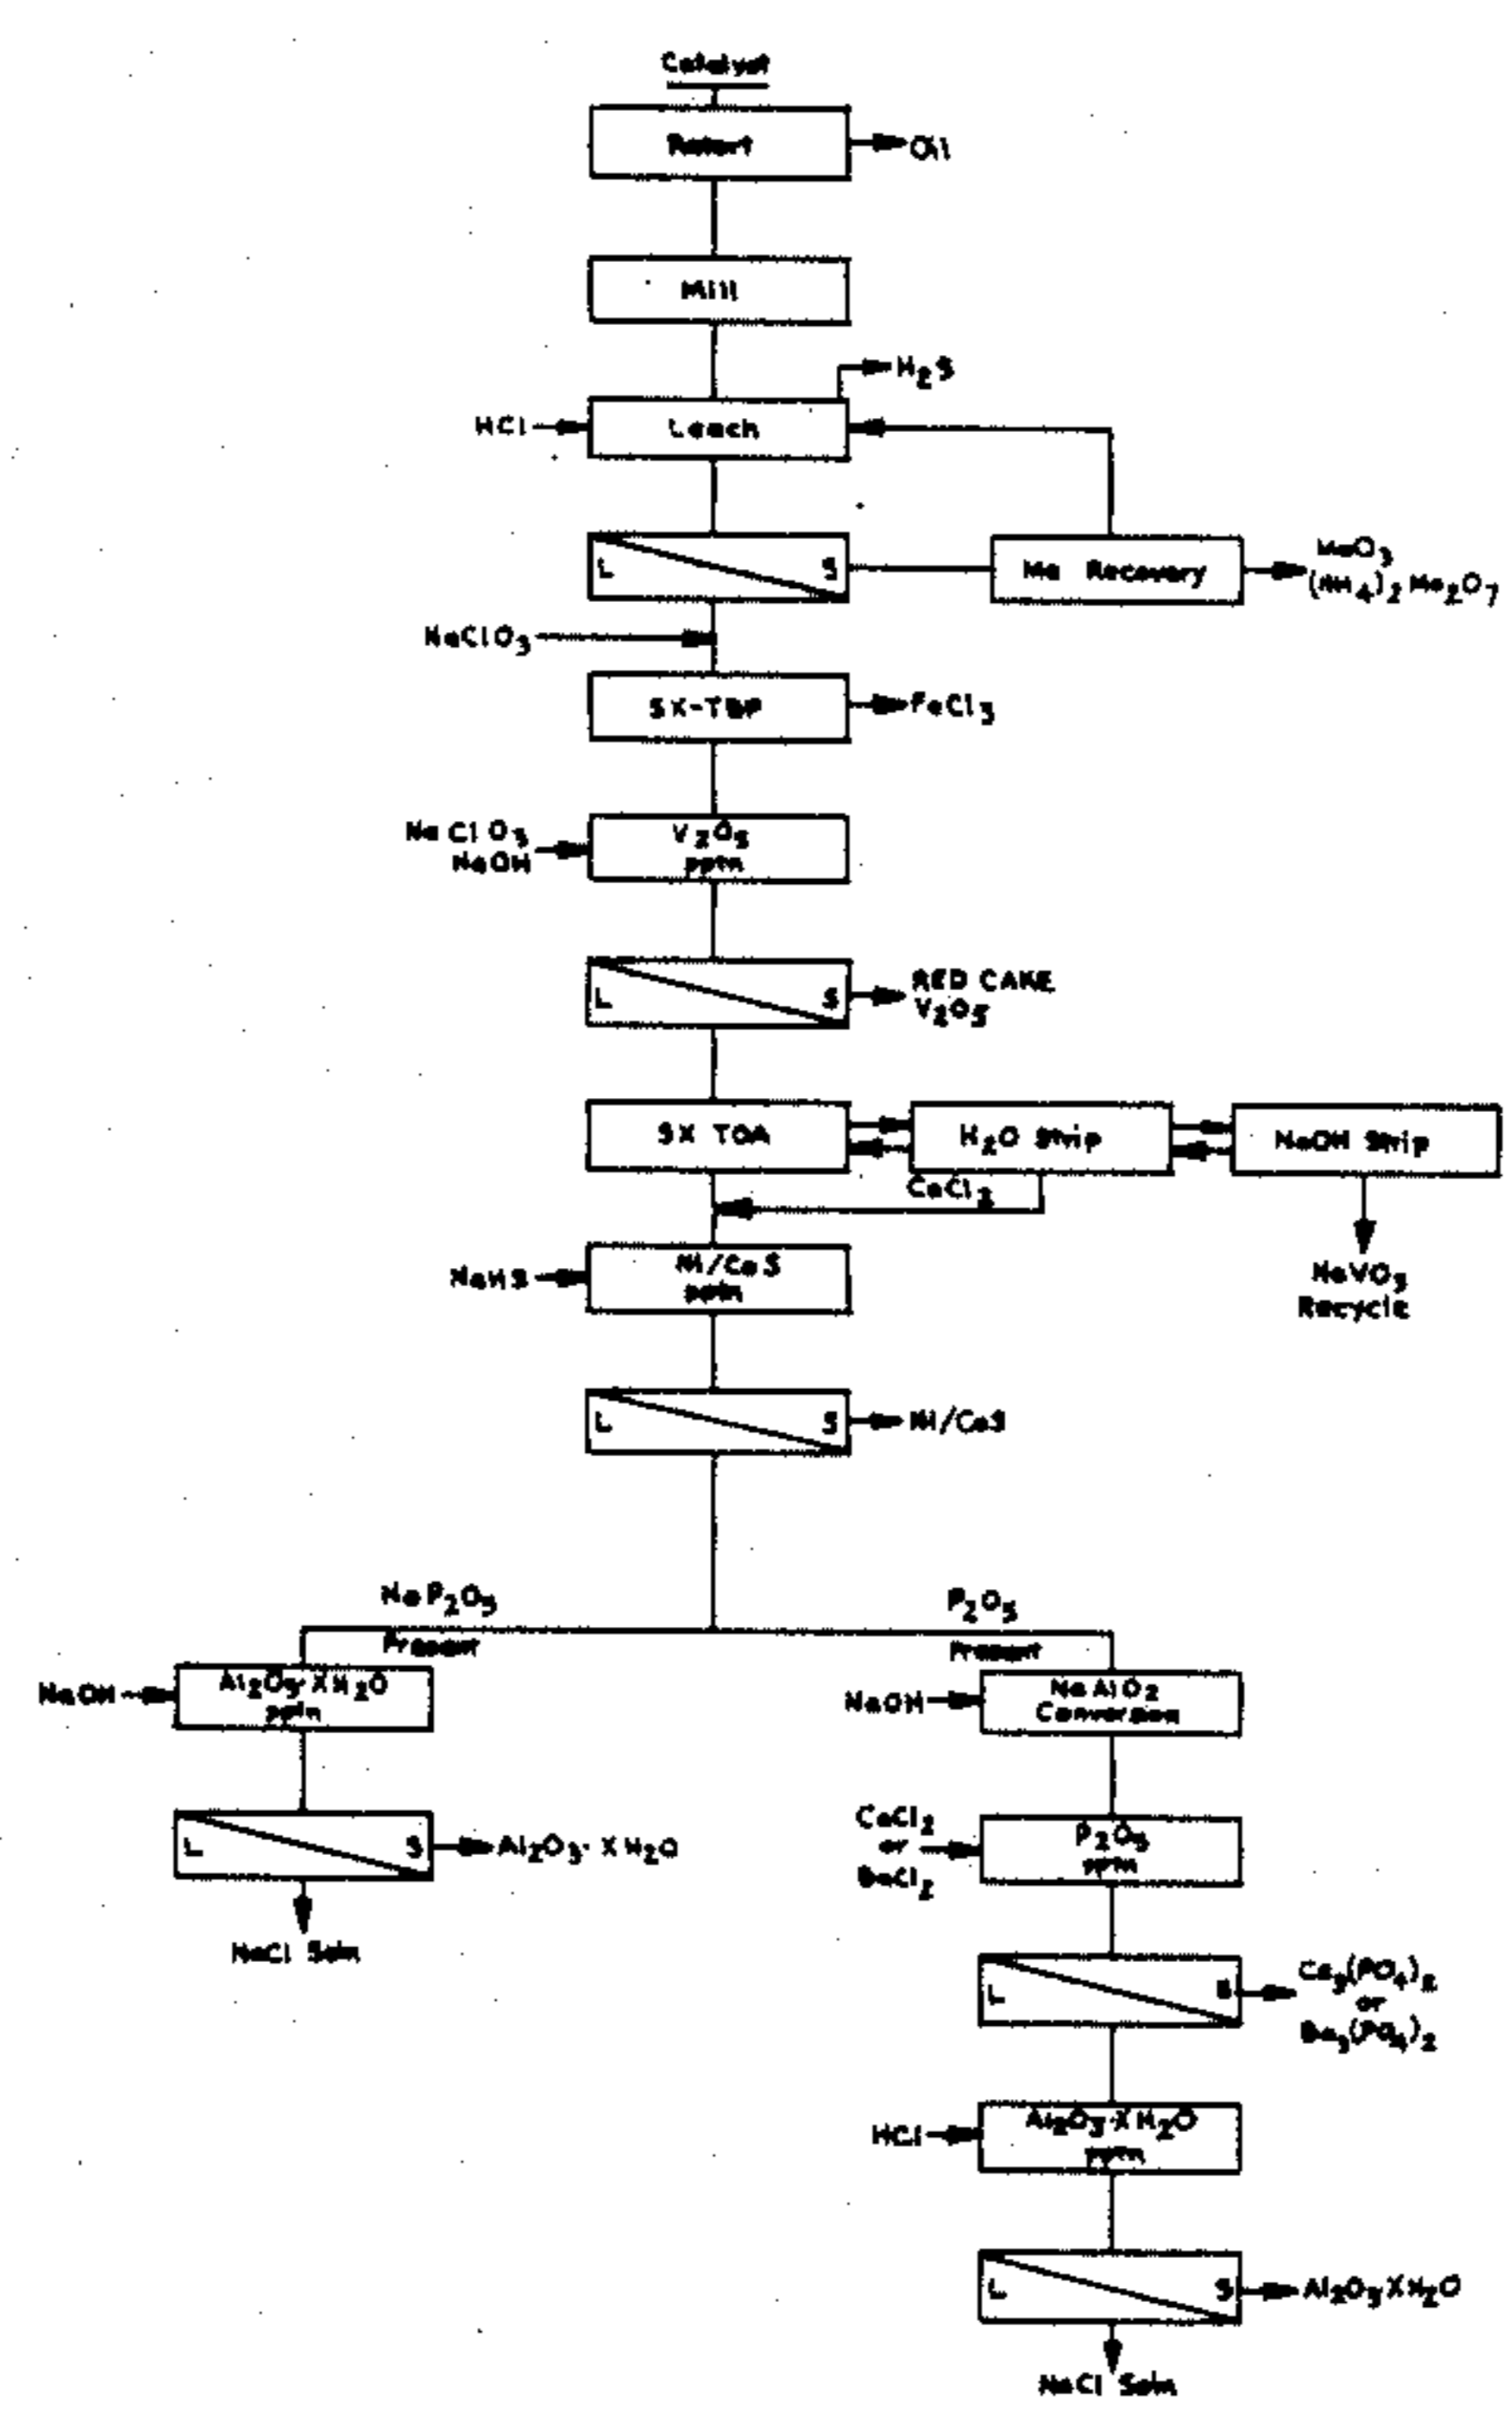 Catalyst
Retort
Oil
Mill
H2S
HCl
Leach
L
S
Mo Recovery
MoO3
(NH4)2 Mo2O7
NaClO3
SX-TBP
FeCl3
NaClO3
NaOH
V2O5
pptn
L
S
RED CAKE
V2O5
SX TOA
H2O Strip
NaOH Strip
CoCl2
NaHS
Ni/CoS
pptn
NaVO3
Recycle
L
S
Ni/CoS
No P2O5
Present
P2O5
Present
NaOH
Al2O3·XH2O
pptn
NaOH
NaAlO2
Conversion
L
S
Al2O3·XH2O
CaCl2
or
BaCl2
P2O5
pptn
NaCl Soln
L
S
Ca3(PO4)2
or
Ba3(PO4)2
HCl
Al2O3·XH2O
pptn
L
S
Al2O3XH2O
NaCl Soln